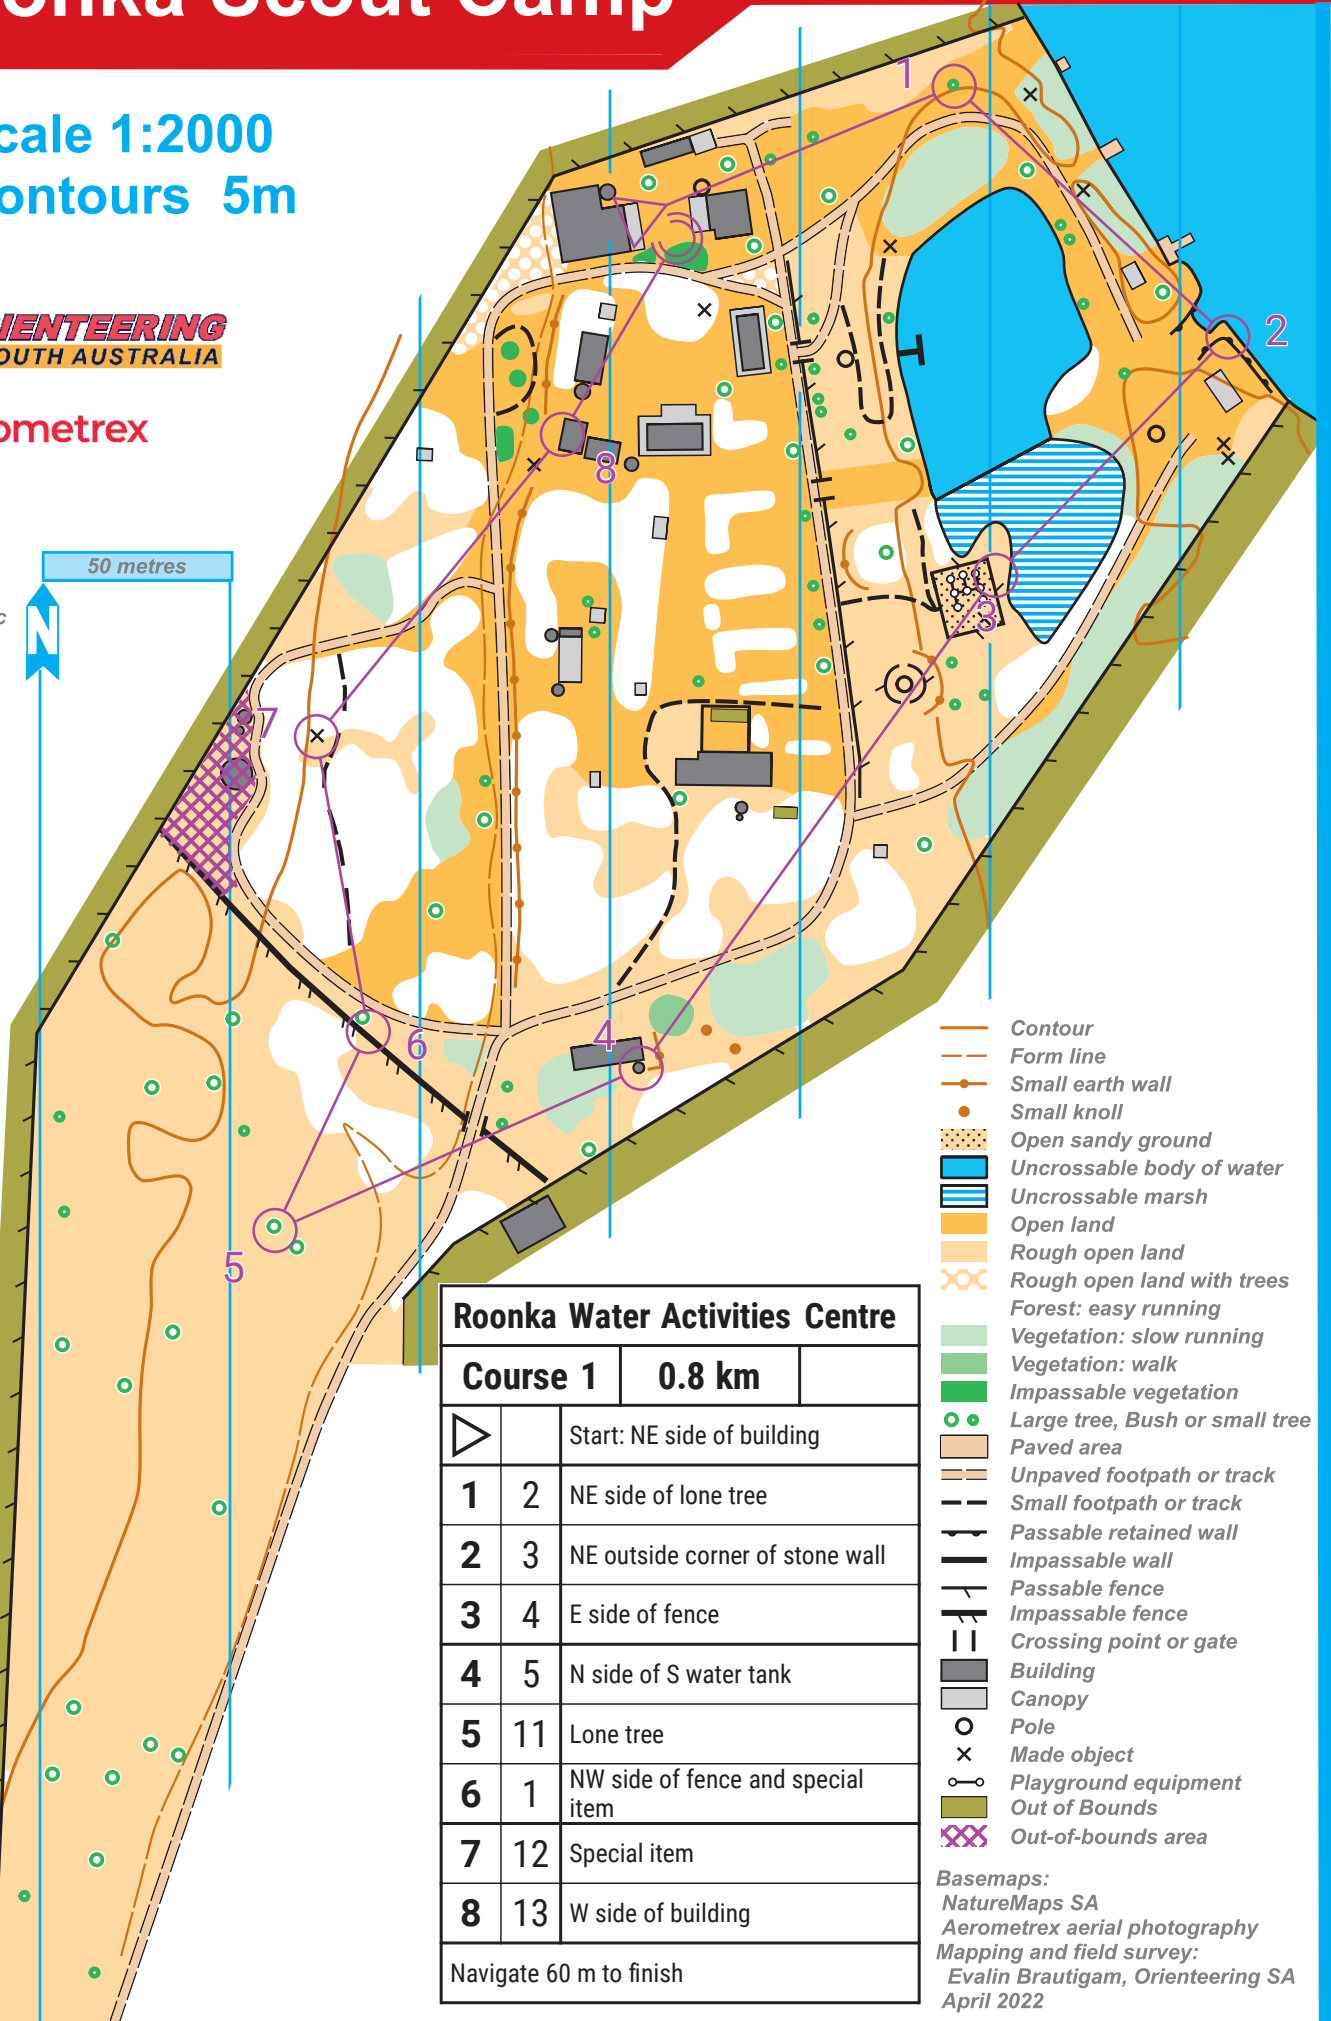 Scout Camp
1:2000
5m
SOUTH AUSTRALIA
50 metres
N
1
2
3
4
5
6
7
8
Roonka Water Activities Centre
Course 1 0.8 km
Start: NE side of building
1 2 NE side of lone tree
2 3 NE outside corner of stone wall
3 4 E side of fence
4 5 N side of S water tank
5 11 Lone tree
6 1 NW side of fence and special
item
7 12 Special item
8 13 W side of building
Navigate 60 m to finish
Contour
Form line
Small earth wall
Small knoll
Open sandy ground
Uncrossable body of water
Uncrossable marsh
Open land
Rough open land
Rough open land with trees
Forest: easy running
Vegetation: slow running
Vegetation: walk
Impassable vegetation
Large tree, Bush or small tree
Paved area
Unpaved footpath or track
Small footpath or track
Passable retained wall
Impassable wall
Passable fence
Impassable fence
Crossing point or gate
Building
Canopy
Pole
Made object
Playground equipment
Out of Bounds
Out-of-bounds area
Basemaps:
NatureMaps SA
Aerometrex aerial photography
Mapping and field survey:
Evalin Brautigam, Orienteering SA
April 2022